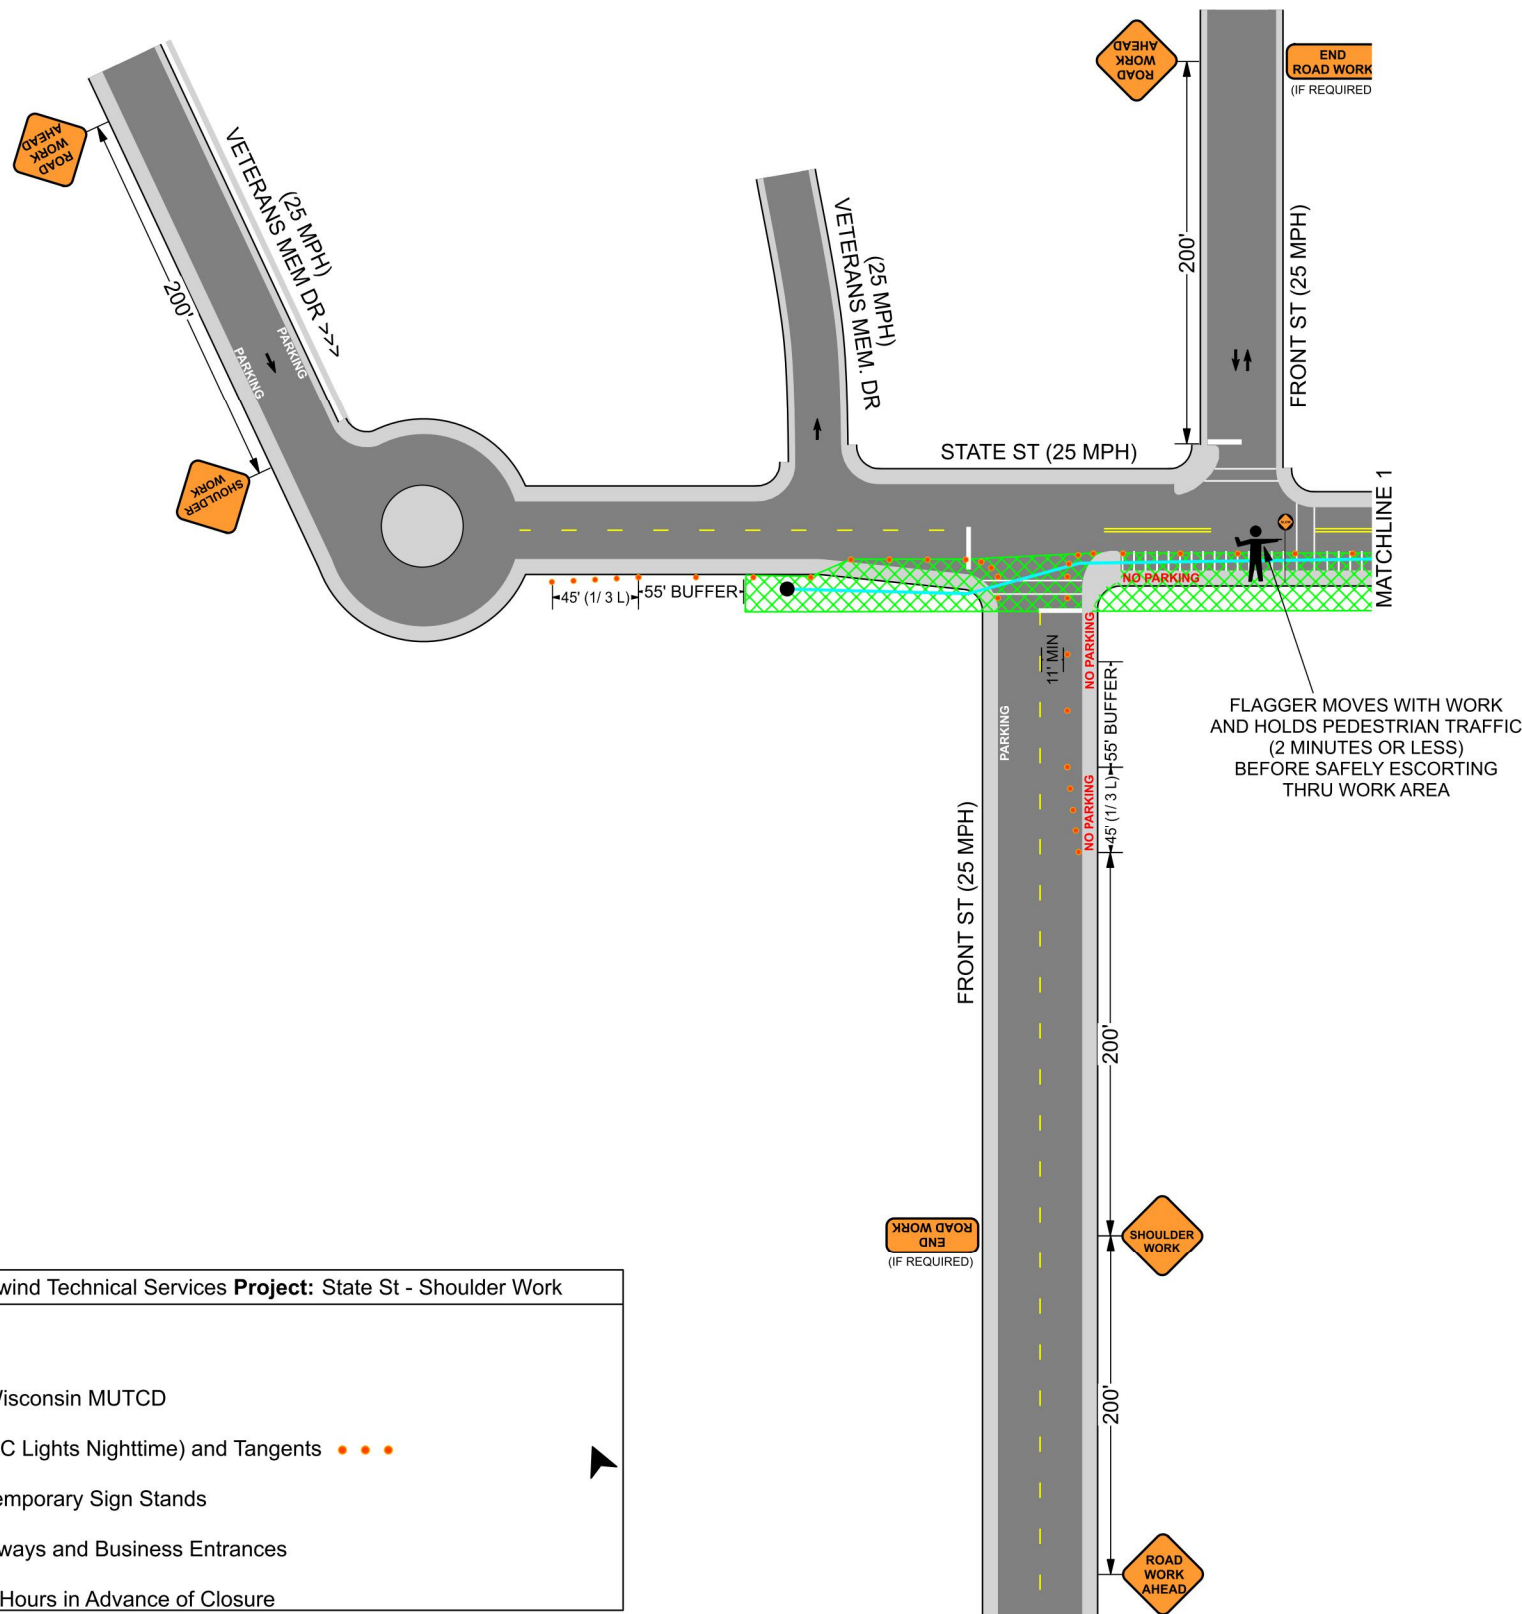 ROAD
WORK
AHEAD
END
ROAD WORK
(IF REQUIRED
ROAD
WORK
AHEAD
VETERANS MEM DR >>>
(25 MPH)
200'
PARKING
PARKING
SHOULDER
WORK
VETERANS MEM. DR
(25 MPH)
200'
FRONT ST (25 MPH)
STATE ST (25 MPH)
MATCHLINE 1
45' (1/ 3 L)
55' BUFFER
NO PARKING
NO PARKING
11' MIN
55' BUFFER
PARKING
NO PARKING
45' (1/ 3 L)
FLAGGER MOVES WITH WORK
AND HOLDS PEDESTRIAN TRAFFIC
(2 MINUTES OR LESS)
BEFORE SAFELY ESCORTING
THRU WORK AREA
FRONT ST (25 MPH)
200'
END
ROAD WORK
(IF REQUIRED)
SHOULDER
WORK
200'
ROAD
WORK
AHEAD
wind Technical Services Project: State St - Shoulder Work
Wisconsin MUTCD
C Lights Nighttime) and Tangents
emporary Sign Stands
ways and Business Entrances
Hours in Advance of Closure